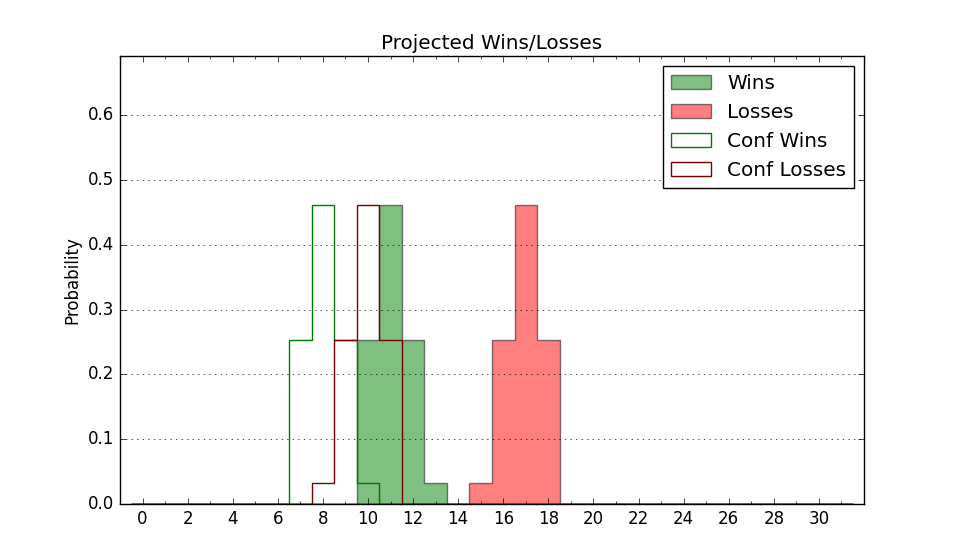 Projected Wins/Losses
Wins
Losses
Conf Wins
Conf Losses
Probability
0.6
0.5
0.4
0.3
0.2
0.1
0.0
0 2 4 6 8 10 12 14 16 18 20 22 24 26 28 30